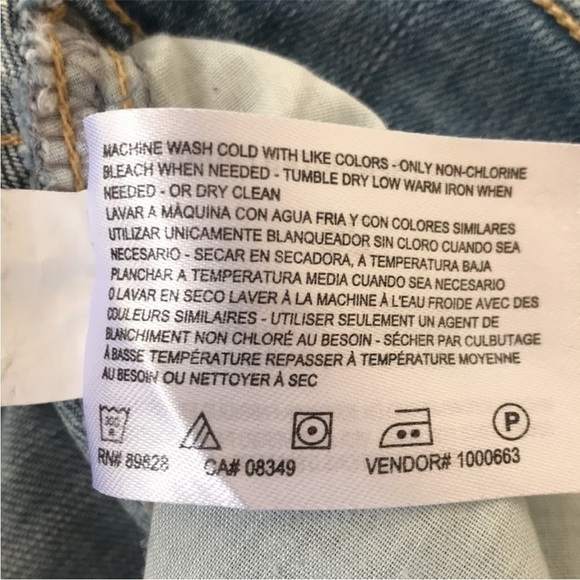 MACHINE WASH COLD WITH LIKE COLORS - ONLY NON-CHLORINE
BLEACH WHEN NEEDED - TUMBLE DRY LOW WARM IRON WHEN
NEEDED - OR DRY CLEAN
LAVAR A MÀQUINA CON AGUA FRIA Y CON COLORES SIMILARES
UTILIZAR UNICAMENTE BLANQUEADOR SIN CLORO CUANDO SEA
NECESARIO - SECAR EN SECADORA, A TEMPERATURA BAJA
PLANCHAR A TEMPERATURA MEDIA CUANDO SEA NECESARIO
O LAVAR EN SECO LAVER À LA MACHINE À L'EAU FROIDE AVEC DES
COULEURS SIMILAIRES - UTILISER SEULEMENT UN AGENT DE
BLANCHIMENT NON CHLORÉ AU BESOIN - SÉCHER PAR CULBUTAGE
À BASSE TEMPÉRATURE REPASSER À TEMPÉRATURE MOYENNE
AU BESOIN OU NETTOYER À SEC
P
RN# 89828 CA# 08349 VENDOR# 1000663